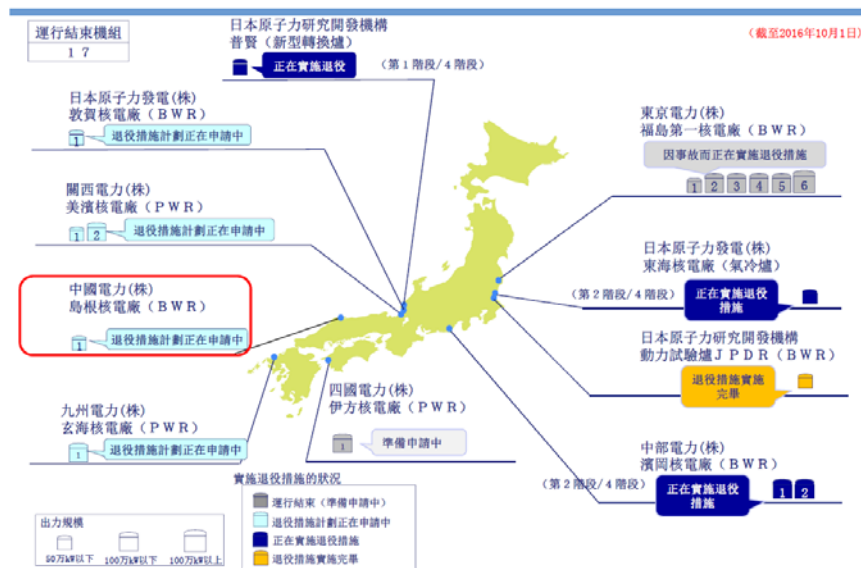 運行結束機組
１７
日本原子力研究開發機構
普賢（新型轉換爐）
正在實施退役
（第１階段/４階段）
（截至2016年10月1日）
日本原子力發電(株)
敦賀核電廠（ＢＷＲ）
1
退役措施計劃正在申請中
關西電力(株)
美濱核電廠（ＰＷＲ）
1 2
退役措施計劃正在申請中
中國電力(株)
島根核電廠（ＢＷＲ）
1
退役措施計劃正在申請中
九州電力(株)
玄海核電廠（ＰＷＲ）
1
退役措施計劃正在申請中
四國電力(株)
伊方核電廠（ＰＷＲ）
1
準備申請中
東京電力(株)
福島第一核電廠（ＢＷＲ）
因事故而正在實施退役措施
1 2 3 4 5 6
日本原子力發電(株)
東海核電廠（氣冷爐）
（第２階段/４階段）
正在實施退役
措施
日本原子力研究開發機構
動力試驗爐ＪＰＤＲ（ＢＷＲ）
退役措施實施
完畢
中部電力(株)
濱岡核電廠（ＢＷＲ）
（第２階段/４階段）
正在實施退役
措施
1 2
實施退役措施的狀況
運行結束（準備申請中）
退役措施計劃正在申請中
正在實施退役措施
退役措施實施完畢
出力規模
50万kW以下
100万kW以下
100万kW以上